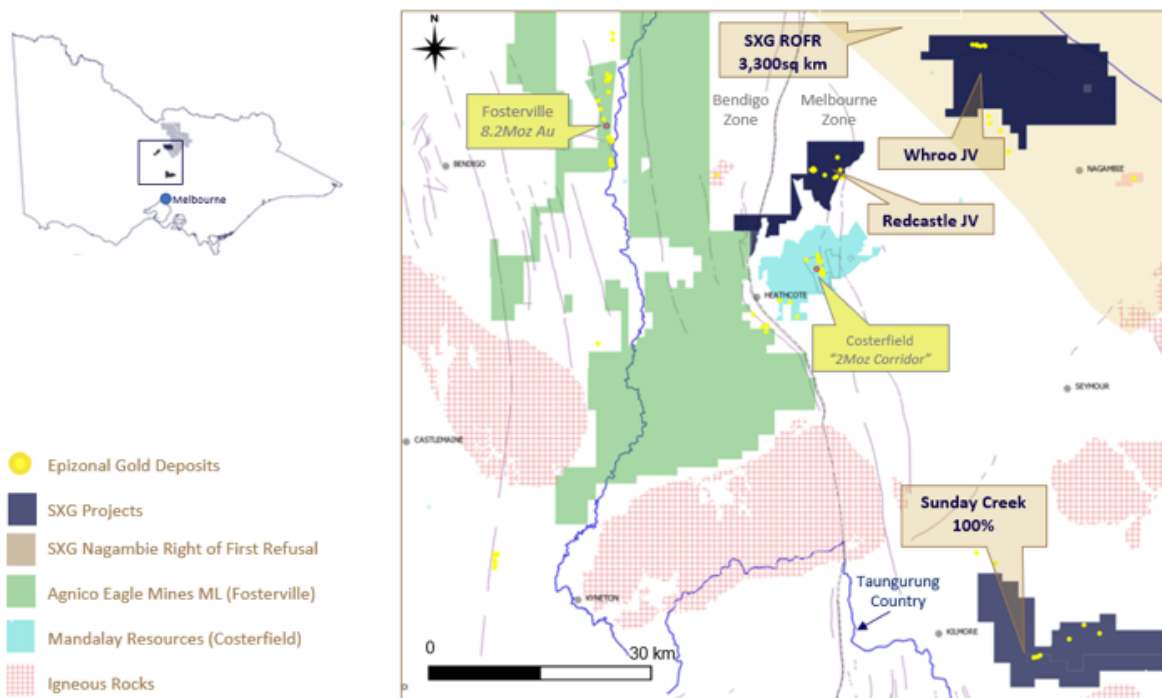 Melbourne
Epizonal Gold Deposits
SXG Projects
SXG Nagambie Right of First Refusal
Agnico Eagle Mines ML (Fosterville)
Mandalay Resources (Costerfield)
Igneous Rocks
N
SXG ROFR
3,300sq km
Fosterville
8.2Moz Au
Bendigo
Zone
Melbourne
Zone
BENDIGO
Whroo JV
NAGAMBIE
Redcastle JV
HEATHCOTE
Costerfield
"2Moz Corridor"
SEYMOUR
CASTLEMAINE
Sunday Creek
100%
Taungurung
Country
KYNETON
KILMORE
0
30 km